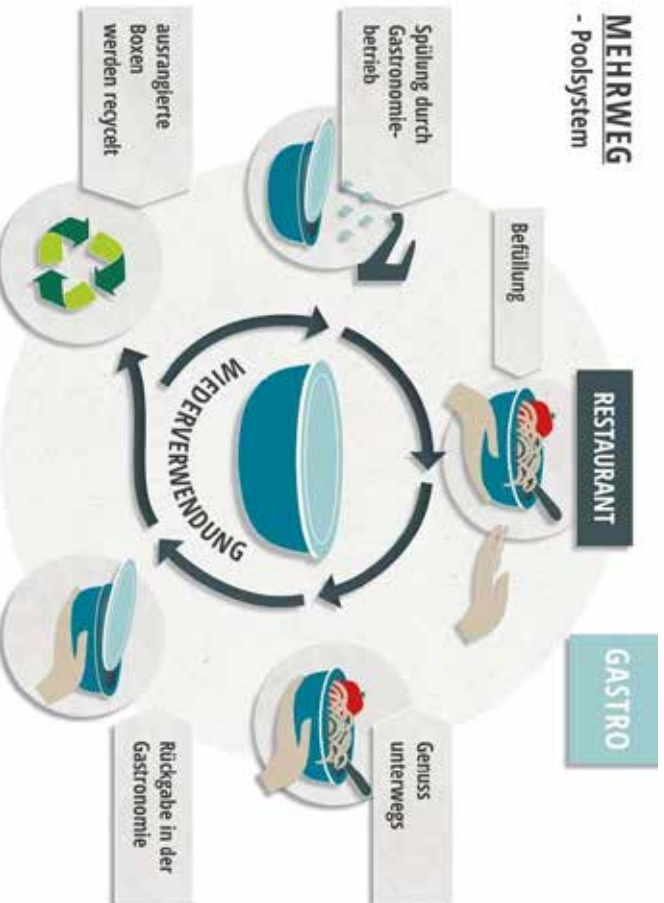 MEHRWEG
- Poolsystem
RESTAURANT
GASTRO
Befüllung
Genuss
unterwegs
Rückgabe in der
Gastronomie
ausrangierte
Boxen
werden recycelt
Spülung durch
Gastronomie-
betrieb
WIEDERVERWENDUNG